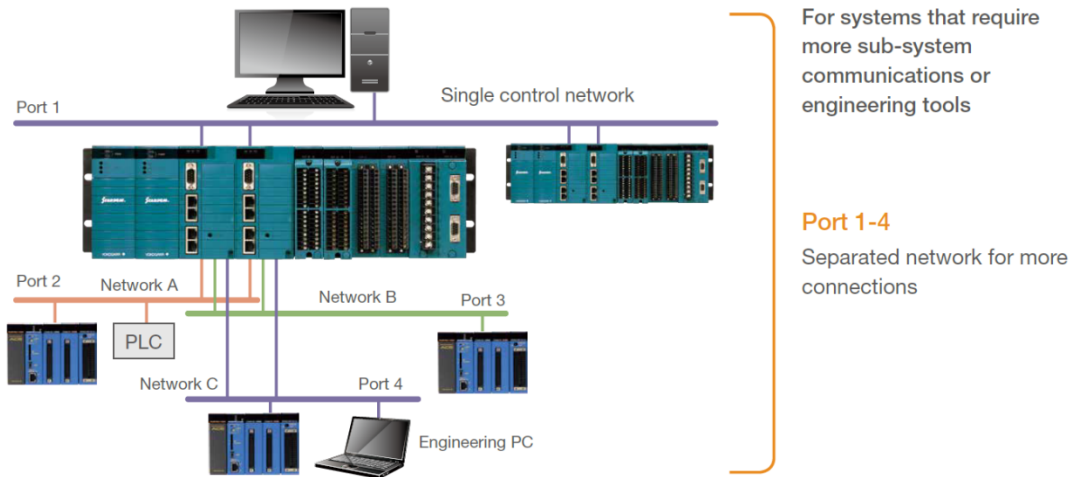 For systems that require
more sub-system
communications or
engineering tools
Port 1
Single control network
Port 1-4
Separated network for more
connections
Port 2
Network A
Network B
Port 3
PLC
Network C
Port 4
Engineering PC